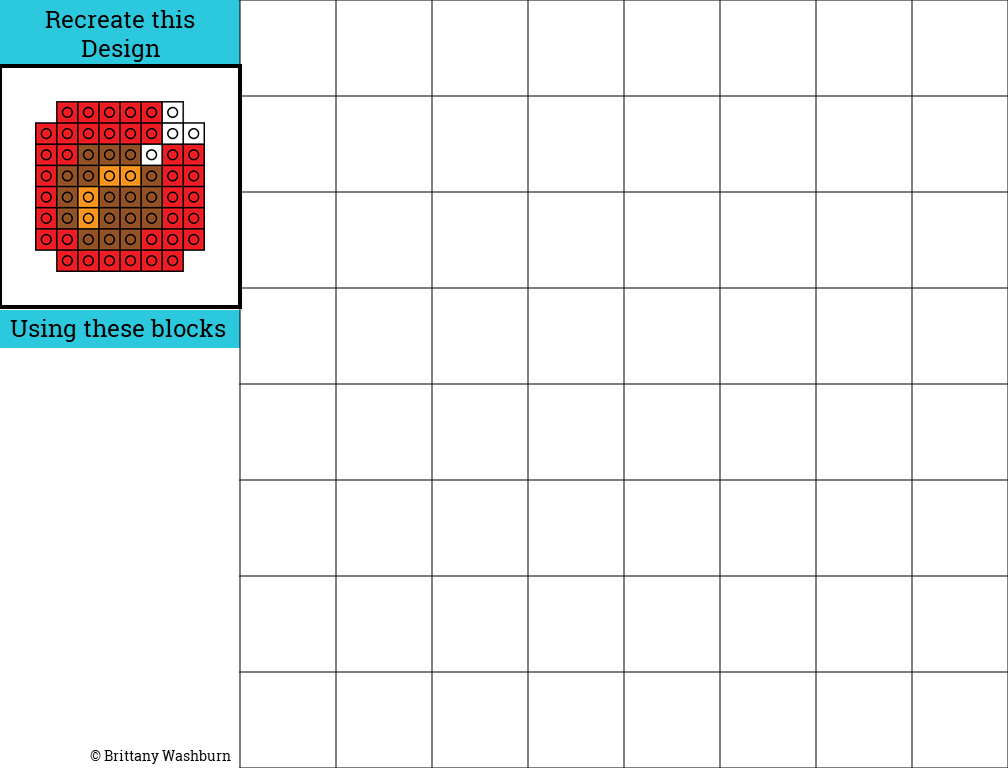 Recreate this
Design
Using these blocks
© Brittany Washburn